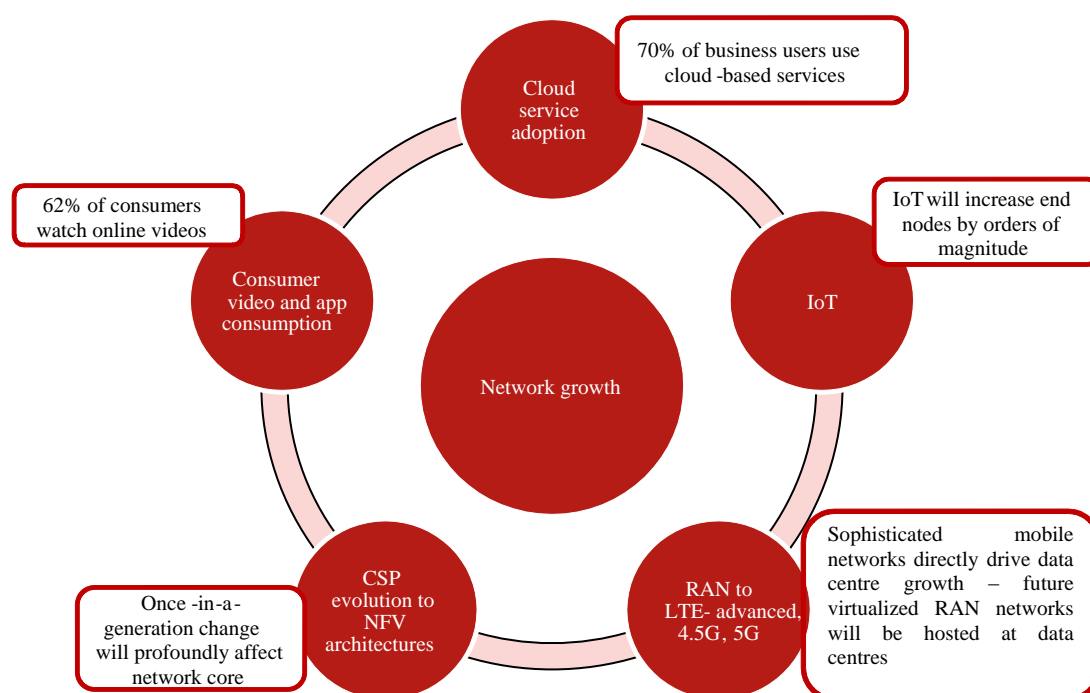 70% of business users use
cloud -based services
Cloud
service
adoption
62% of consumers
watch online videos
IoT will increase end
nodes by orders of
magnitude
Consumer
video and app
consumption
IoT
Network growth
CSP
evolution to
NFV
architectures
Once -in-a-
generation change
will profoundly affect
network core
RAN to
LTE- advanced,
4.5G, 5G
Sophisticated mobile
networks directly drive data
centre growth – future
virtualized RAN networks
will be hosted at data
centres